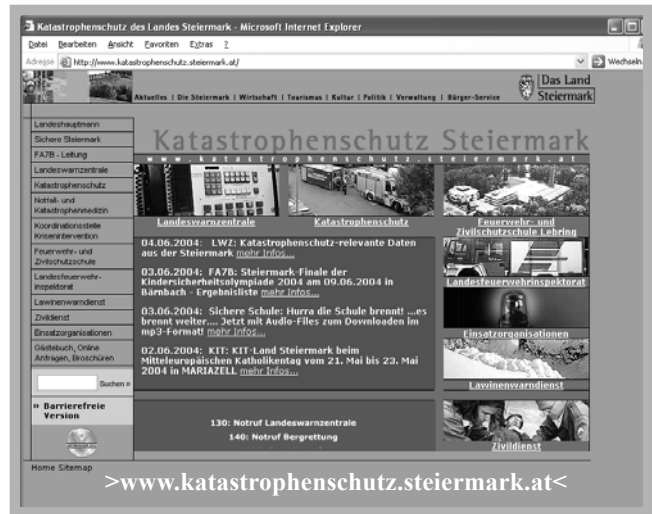 Katastrophenschutz des Landes Steiermark - Microsoft Internet Explorer
Datei Bearbeiten Ansicht Favoriten Extras ?
Adresse http://www.katastrophenschutz.steiermark.at/ Wechseln
Das Land
Steiermark
Aktuelles | Die Steiermark | Wirtschaft | Tourismus | Kultur | Politik | Verwaltung | Bürger-Service
Landeshauptmann
Sichere Steiermark
FA7B - Leitung
Landeswarnzentrale
Katastrophenschutz
Notfall- und
Katastrophenmedizin
Koordinationsstelle
Krisenintervention
Feuerwehr- und
Zivilschutzschule
Landesfeuerwehr-
inspektorat
Lawinenwarndienst
Zivildienst
Einsatzorganisationen
Gästebuch, Online
Anträgen, Broschüren
Suchen »
» Barrierefreie
Version
Home Sitemap
Katastrophenschutz Steiermark
www.katastrophenschutz.steiermark.at
Landeswarnzentrale
Katastrophenschutz
Feuerwehr- und
Zivilschutzschule Lebring
04.06.2004: LWZ: Katastrophenschutz-relevante Daten
aus der Steiermark mehr Infos...
03.06.2004: FA7B: Steiermark-Finale der
Kindersicherheitsolympiade 2004 am 09.06.2004 in
Bärnbach - Ergebnisliste mehr Infos...
03.06.2004: Sichere Schule: Hurra die Schule brennt! ...es
brennt weiter.... Jetzt mit Audio-Files zum Downloaden im
mp3-Format! mehr Infos...
02.06.2004: KIT: KIT-Land Steiermark beim
Mitteleuropäischen Katholikentag vom 21. Mai bis 23. Mai
2004 in MARIAZELL mehr Infos...
130: Notruf Landeswarnzentrale
140: Notruf Bergrettung
Landesfeuerwehrinspektorat
Einsatzorganisationen
Lawinenwarndienst
Zivildienst
>www.katastrophenschutz.steiermark.at<